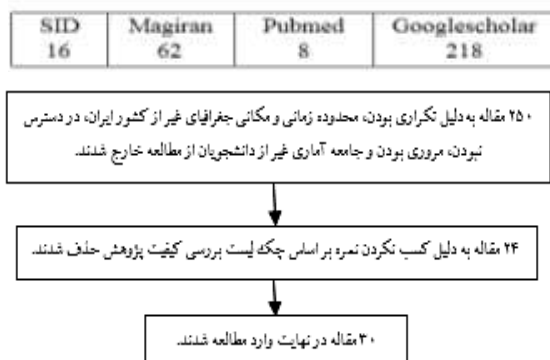 SID Magiran Pubmed Googlescholar
16 62 8 218
۲۵۰ مقاله به دلیل تکراری بودن، محدوده زمانی و مکانی جغرافیای غیر از کشور ایران، در دسترس
نبودن، مروری بودن و جامعه آماری غیر از دانشجویان از مطالعه خارج شدند.
۲۴ مقاله به دلیل کسب نکردن نمره بر اساس چک لیست بررسی کیفیت پژوهش حذف شدند.
۳۰ مقاله در نهایت وارد مطالعه شدند.